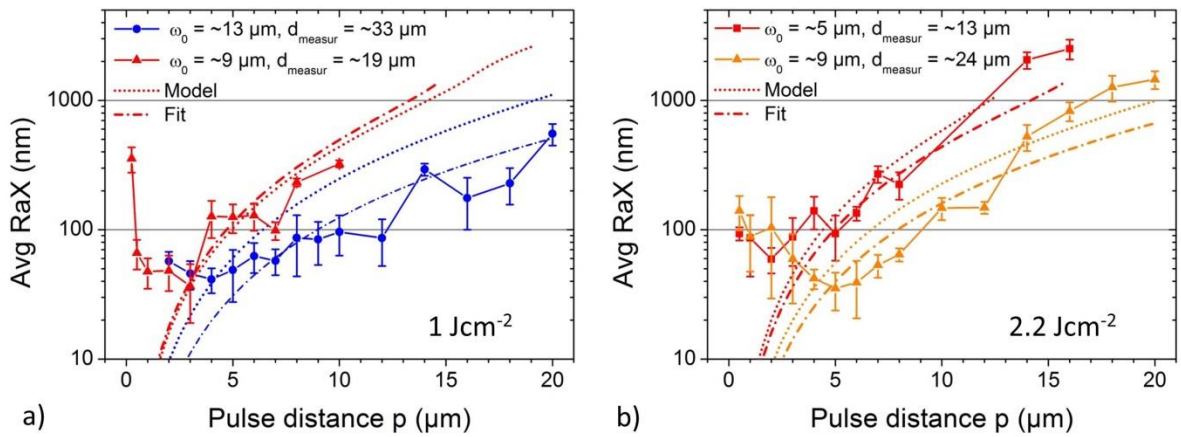 ω₀ = ~13 µm, d_measur = ~33 µm
ω₀ = ~9 µm, d_measur = ~19 µm
Model
Fit
1000
100
10
Avg RaX (nm)
1 Jcm⁻²
0 5 10 15 20
Pulse distance p (µm)
a)
ω₀ = ~5 µm, d_measur = ~13 µm
ω₀ = ~9 µm, d_measur = ~24 µm
Model
Fit
1000
100
10
Avg RaX (nm)
2.2 Jcm⁻²
0 5 10 15 20
Pulse distance p (µm)
b)